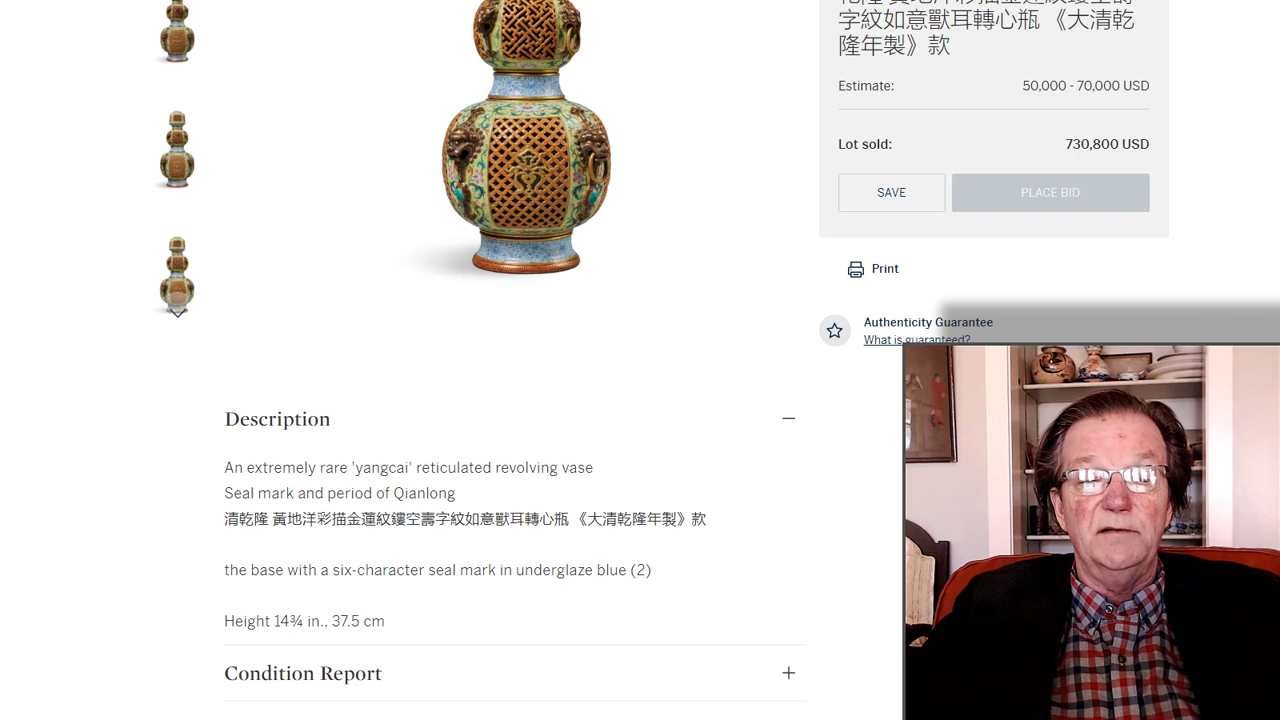 字紋如意獸耳轉心瓶 《大清乾
隆年製》款
Estimate:
50,000 - 70,000 USD
Lot sold:
730,800 USD
SAVE
PLACE BID
Print
Authenticity Guarantee
What is guaranteed?
Description
An extremely rare 'yangcai' reticulated revolving vase
Seal mark and period of Qianlong
清乾隆 黃地洋彩描金蓮紋鏤空壽字紋如意獸耳轉心瓶 《大清乾隆年製》款
the base with a six-character seal mark in underglaze blue (2)
Height 14¾ in., 37.5 cm
Condition Report